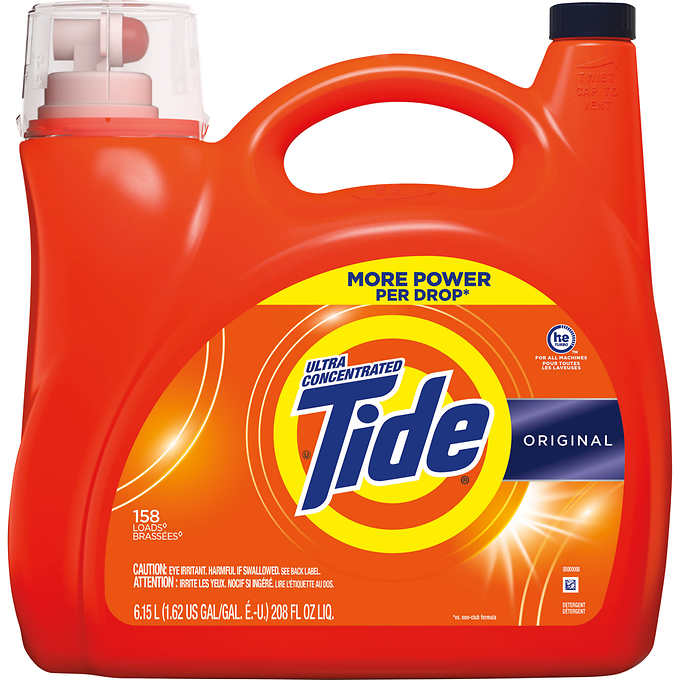 TWIST
CAP TO
VENT
MORE POWER
PER DROP*
he
TURBO
™
FOR ALL MACHINES
POUR TOUTES
LES LAVEUSES
ULTRA
CONCENTRATED
Tide®
ORIGINAL
158
LOADS◊
BRASSÉES◊
CAUTION: EYE IRRITANT. HARMFUL IF SWALLOWED. SEE BACK LABEL.
ATTENTION : IRRITE LES YEUX. NOCIF SI INGÉRÉ. LIRE L'ÉTIQUETTE AU DOS.
6.15 L (1.62 US GAL/GAL. É.-U.) 208 FL OZ LIQ.
*vs. non-club formula
DETERGENT
DÉTERGENT